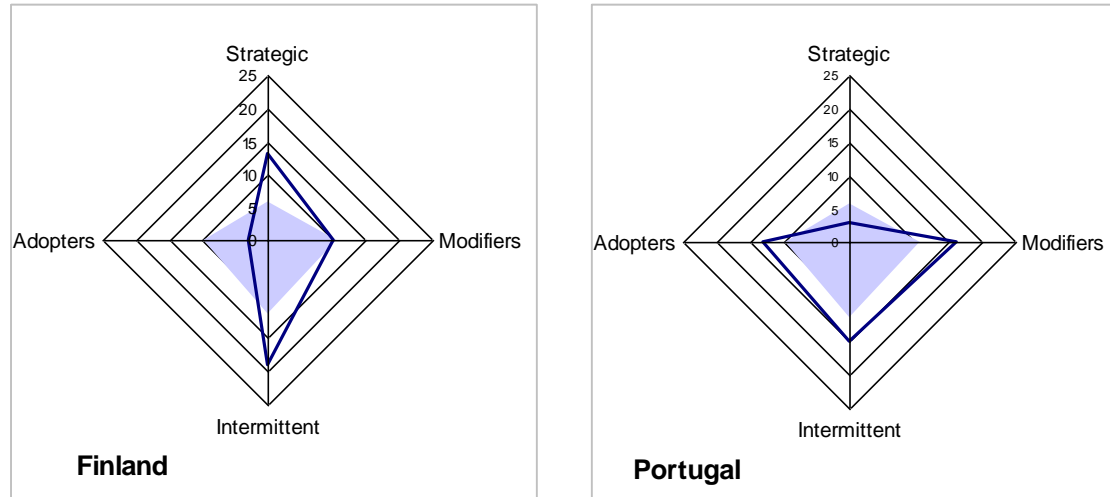 Strategic
25
20
15
10
5
0
Adopters
Modifiers
Intermittent
Finland
Strategic
25
20
15
10
5
0
Adopters
Modifiers
Intermittent
Portugal